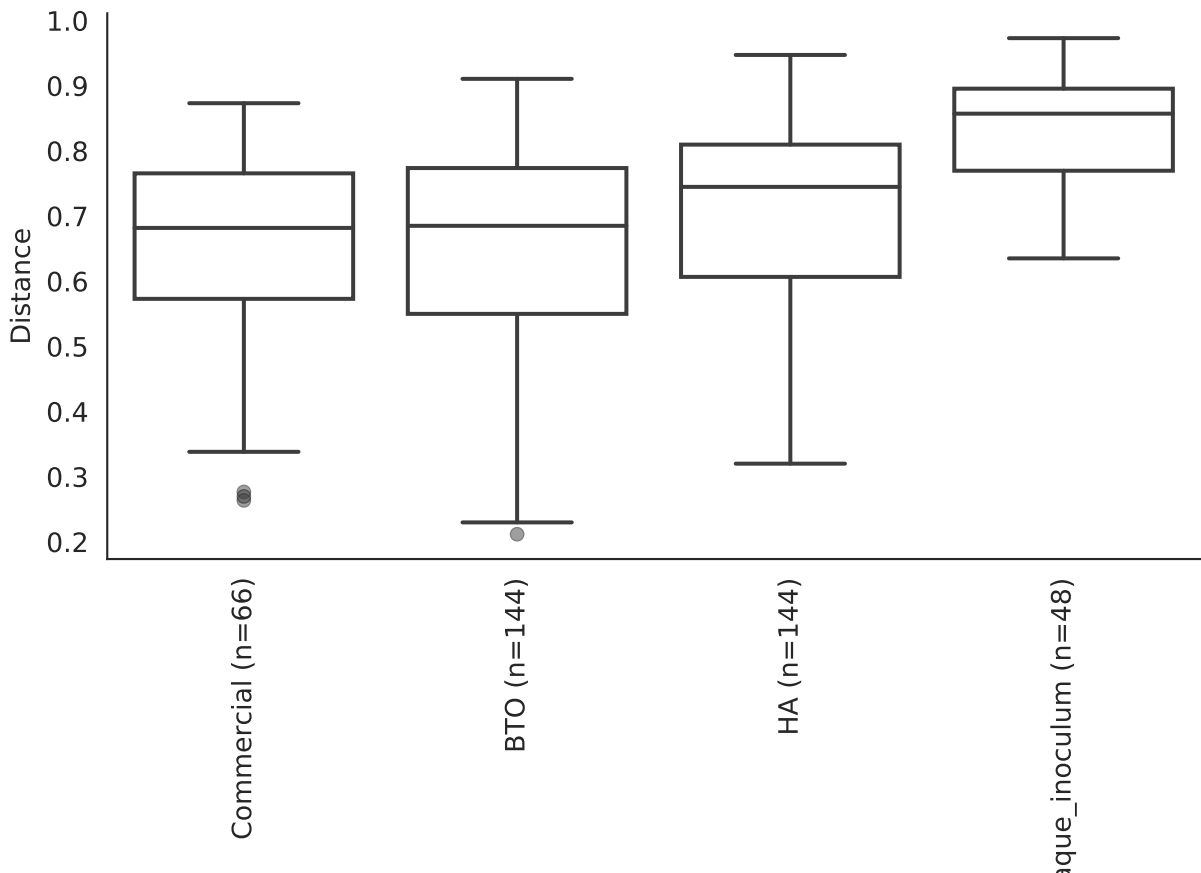 1.0
0.9
0.8
0.7
0.6
0.5
0.4
0.3
0.2
Distance
Commercial (n=66)
BTO (n=144)
HA (n=144)
aque_inoculum (n=48)